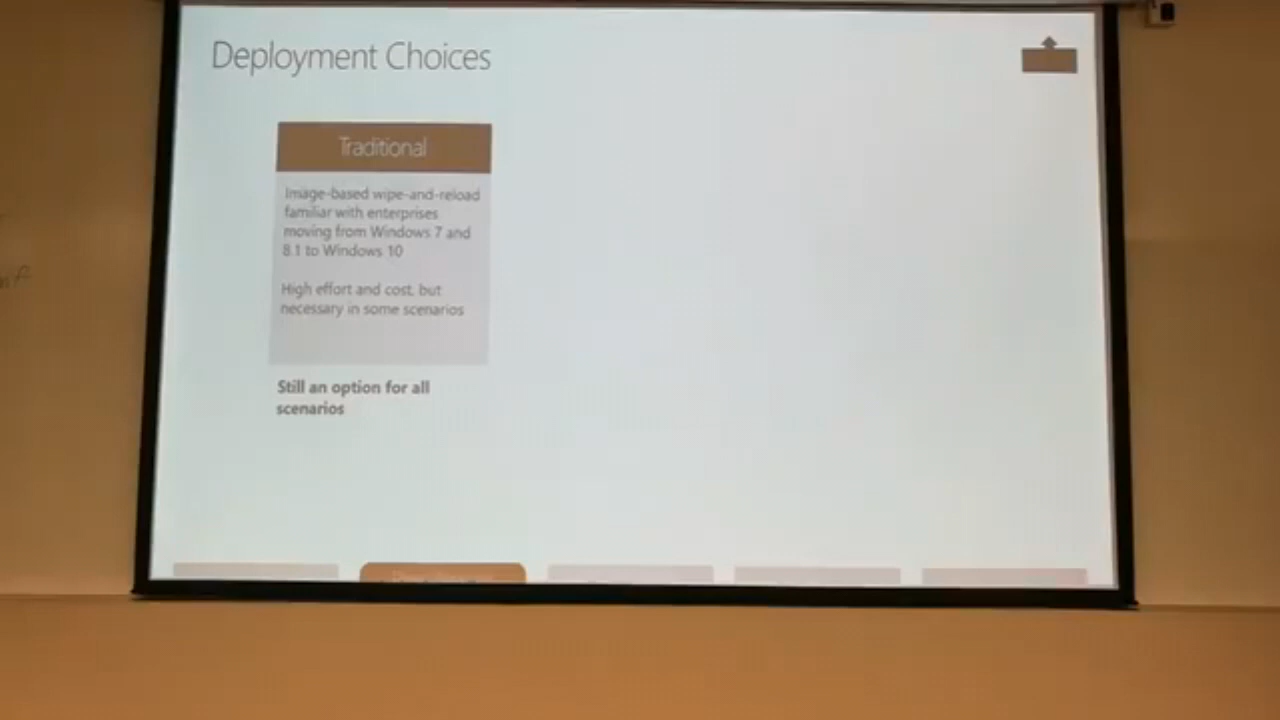 Deployment Choices
Traditional
Image-based wipe-and-reload
familiar with enterprises
moving from Windows 7 and
8.1 to Windows 10
High effort and cost, but
necessary in some scenarios
Still an option for all
scenarios